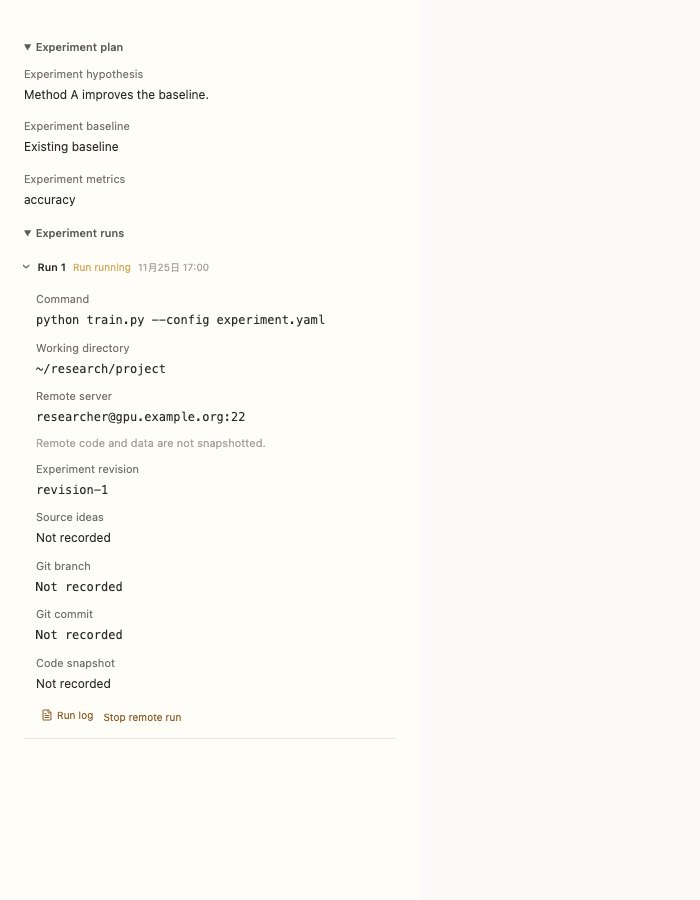 Experiment plan
Experiment hypothesis
Method A improves the baseline.
Experiment baseline
Existing baseline
Experiment metrics
accuracy
Experiment runs
Run 1 Run running 11月25日 17:00
Command
python train.py --config experiment.yaml
Working directory
~/research/project
Remote server
researcher@gpu.example.org:22
Remote code and data are not snapshotted.
Experiment revision
revision-1
Source ideas
Not recorded
Git branch
Not recorded
Git commit
Not recorded
Code snapshot
Not recorded
Run log Stop remote run